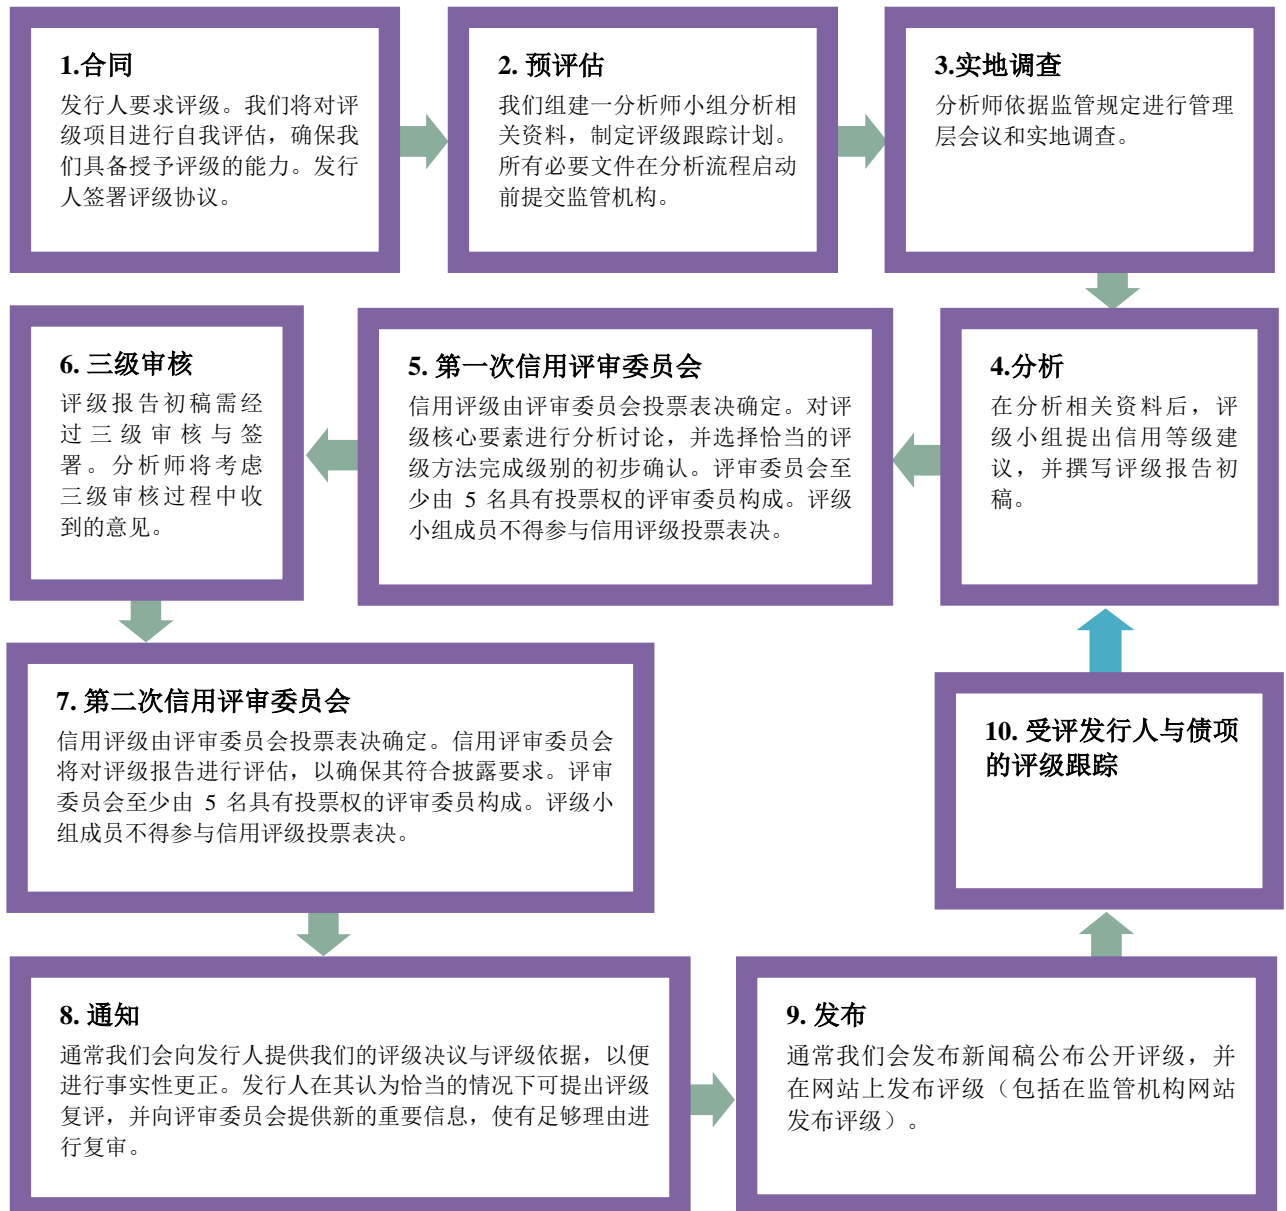 1.合同
发行人要求评级。我们将对评
级项目进行自我评估，确保我
们具备授予评级的能力。发行
人签署评级协议。
2. 预评估
我们组建一分析师小组分析相
关资料，制定评级跟踪计划。
所有必要文件在分析流程启动
前提交监管机构。
3.实地调查
分析师依据监管规定进行管理
层会议和实地调查。
4.分析
在分析相关资料后，评
级小组提出信用等级建
议，并撰写评级报告初
稿。
5. 第一次信用评审委员会
信用评级由评审委员会投票表决确定。对评
级核心要素进行分析讨论，并选择恰当的评
级方法完成级别的初步确认。评审委员会至
少由 5 名具有投票权的评审委员构成。评级
小组成员不得参与信用评级投票表决。
6. 三级审核
评级报告初稿需经
过三级审核与签
署。分析师将考虑
三级审核过程中收
到的意见。
7. 第二次信用评审委员会
信用评级由评审委员会投票表决确定。信用评审委员会
将对评级报告进行评估，以确保其符合披露要求。评审
委员会至少由 5 名具有投票权的评审委员构成。评级小
组成员不得参与信用评级投票表决。
8. 通知
通常我们会向发行人提供我们的评级决议与评级依据，以便
进行事实性更正。发行人在其认为恰当的情况下可提出评级
复评，并向评审委员会提供新的重要信息，使有足够理由进
行复审。
9. 发布
通常我们会发布新闻稿公布公开评级，并
在网站上发布评级（包括在监管机构网站
发布评级）。
10. 受评发行人与债项
的评级跟踪